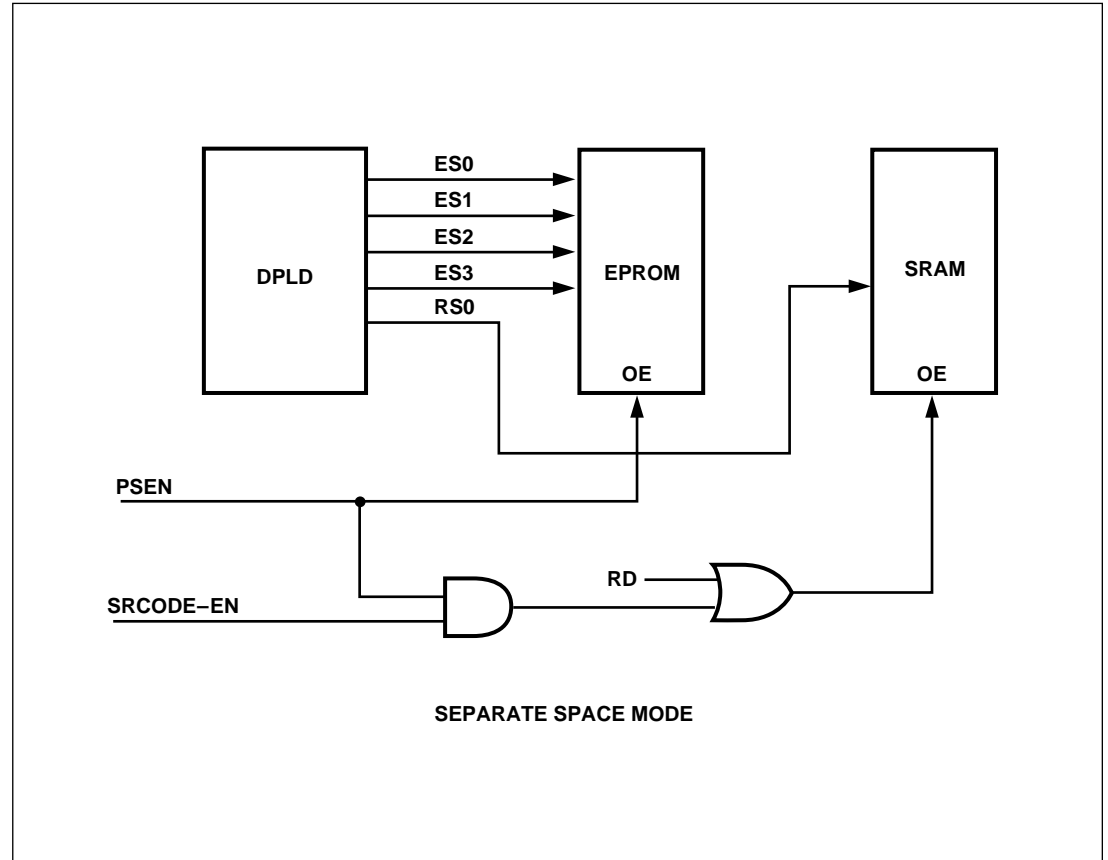 ES0
ES1
ES2
ES3
RS0
DPLD
EPROM
OE
SRAM
OE
PSEN
SRCODE–EN
RD
SEPARATE SPACE MODE